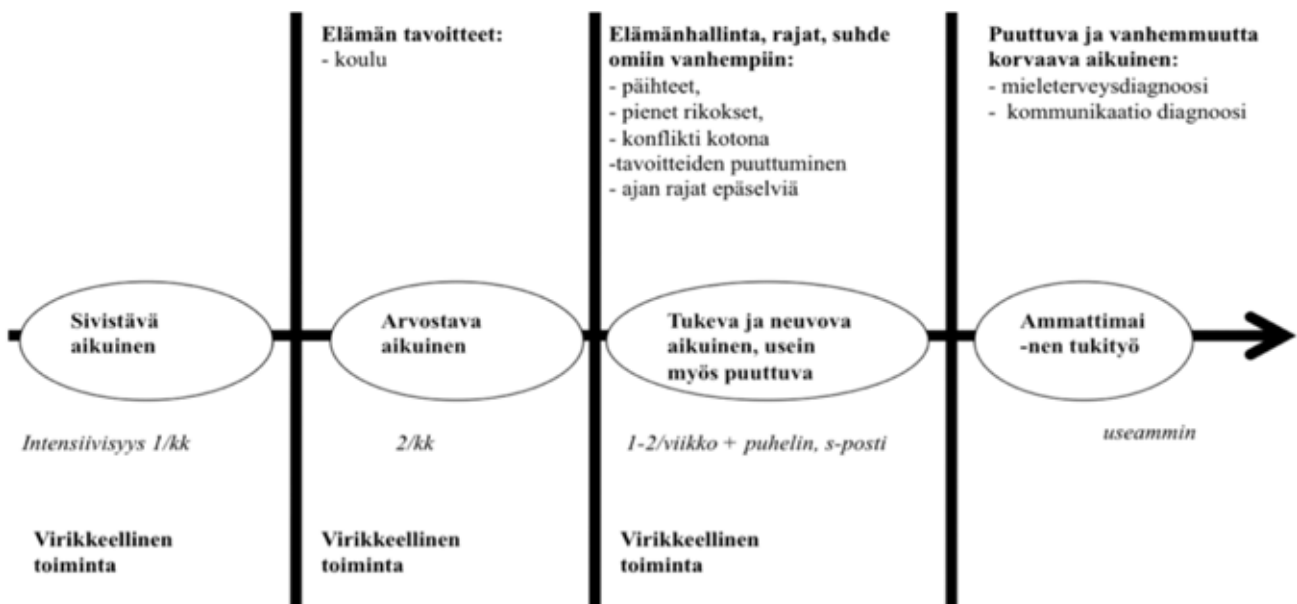 Elämän tavoitteet:
- koulu
Elämänhallinta, rajat, suhde
omiin vanhempiin:
- päihteet,
- pienet rikokset,
- konflikti kotona
-tavoitteiden puuttuminen
- ajan rajat epäselviä
Puuttuva ja vanhemmuutta
korvaava aikuinen:
- mieleterveysdiagnoosi
- kommunikaatio diagnoosi
Sivistävä
aikuinen
Arvostava
aikuinen
Tukeva ja neuvova
aikuinen, usein
myös puuttuva
Ammattimai
-nen tukityö
Intensiivisyys 1/kk
2/kk
1-2/viikko + puhelin, s-posti
useammin
Virikkeellinen
toiminta
Virikkeellinen
toiminta
Virikkeellinen
toiminta